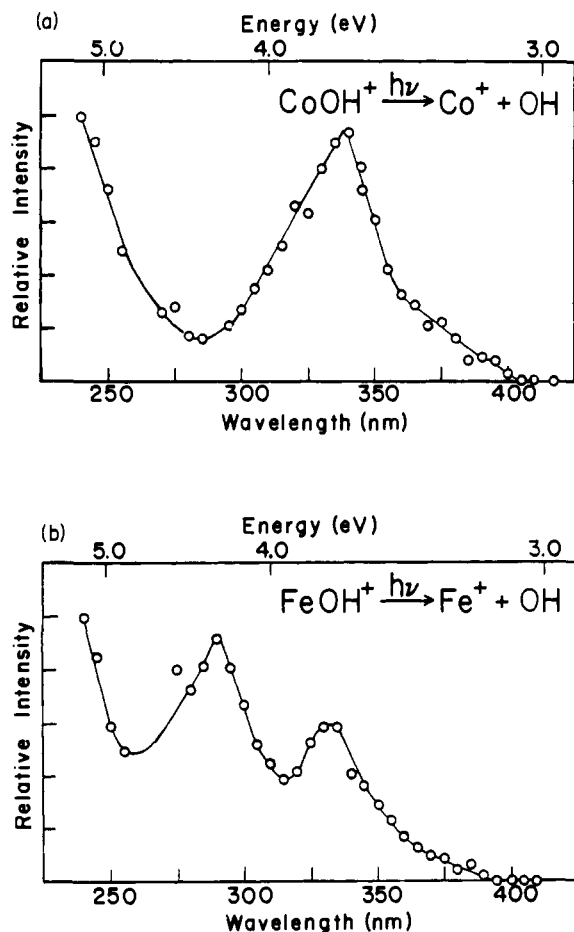 (a)
Energy (eV)
5.0 4.0 3.0
CoOH⁺ hν→ Co⁺ + OH
Relative Intensity
250 300 350 400
Wavelength (nm)
(b)
Energy (eV)
5.0 4.0 3.0
FeOH⁺ hν→ Fe⁺ + OH
Relative Intensity
250 300 350 400
Wavelength (nm)